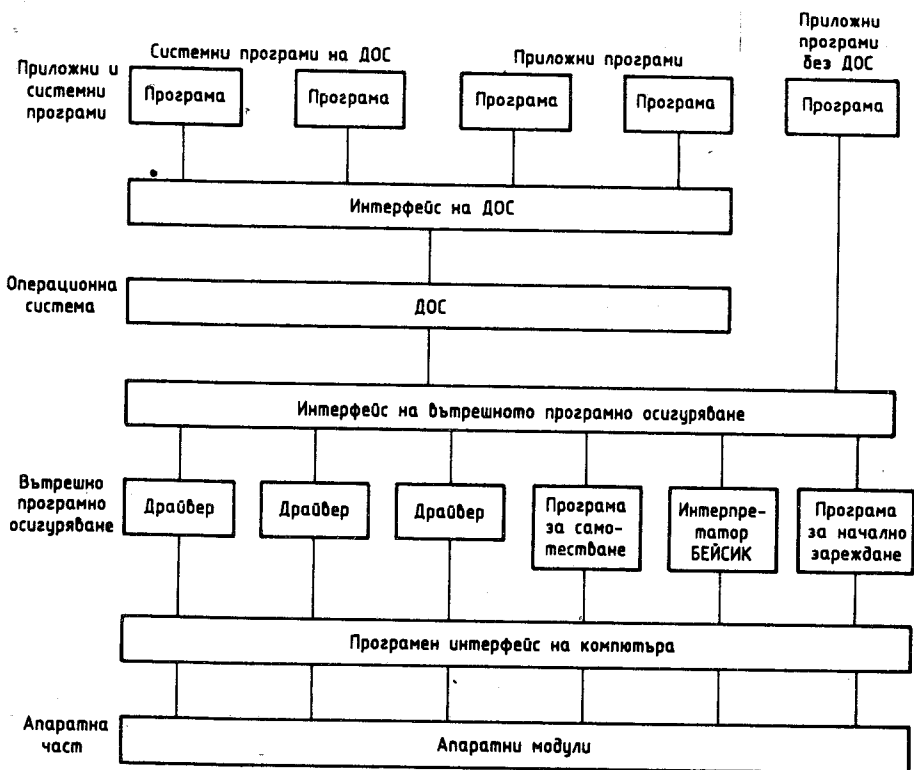 Приложни
програми
без ДОС
Системни програми на ДОС
Приложни програми
Приложни и
системни
програми
Програма
Програма
Програма
Програма
Програма
Интерфейс на ДОС
Операционна
система
ДОС
Интерфейс на вътрешното програмно осигуряване
Вътрешно
програмно
осигуряване
Драйвер
Драйвер
Драйвер
Програма
за само-
тестване
Интерпре-
татор
БЕЙСИК
Програма
за начално
зареждане
Програмен интерфейс на компютъра
Апаратна
част
Апаратни модули